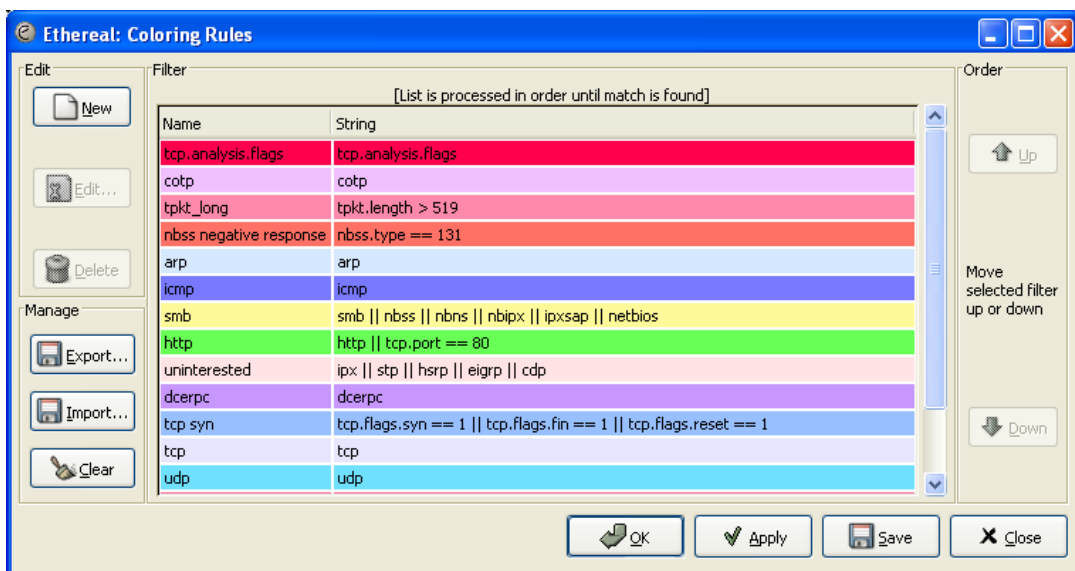 Ethereal: Coloring Rules
Edit
New
Edit...
Delete
Manage
Export...
Import...
Clear
Filter
[List is processed in order until match is found]
Name String
tcp.analysis.flags tcp.analysis.flags
cotp cotp
tpkt_long tpkt.length > 519
nbss negative response nbss.type == 131
arp arp
icmp icmp
smb smb || nbss || nbns || nbipx || ipxsap || netbios
http http || tcp.port == 80
uninterested ipx || stp || hsrp || eigrp || cdp
dcerpc dcerpc
tcp syn tcp.flags.syn == 1 || tcp.flags.fin == 1 || tcp.flags.reset == 1
tcp tcp
udp udp
Order
Up
Move
selected filter
up or down
Down
OK
Apply
Save
Close